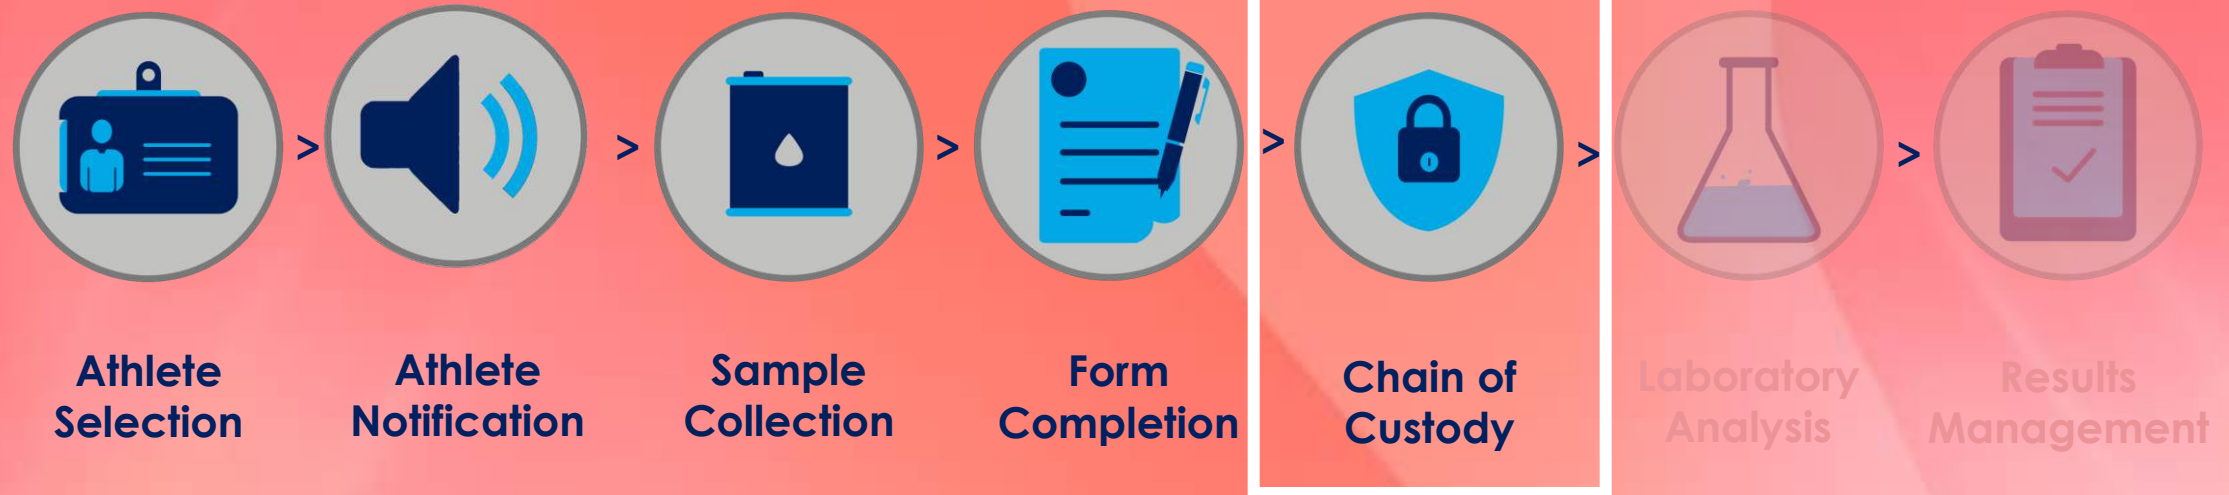 > > > > > >
Athlete
Selection
Athlete
Notification
Sample
Collection
Form
Completion
Chain of
Custody
Laboratory
Analysis
Results
Management